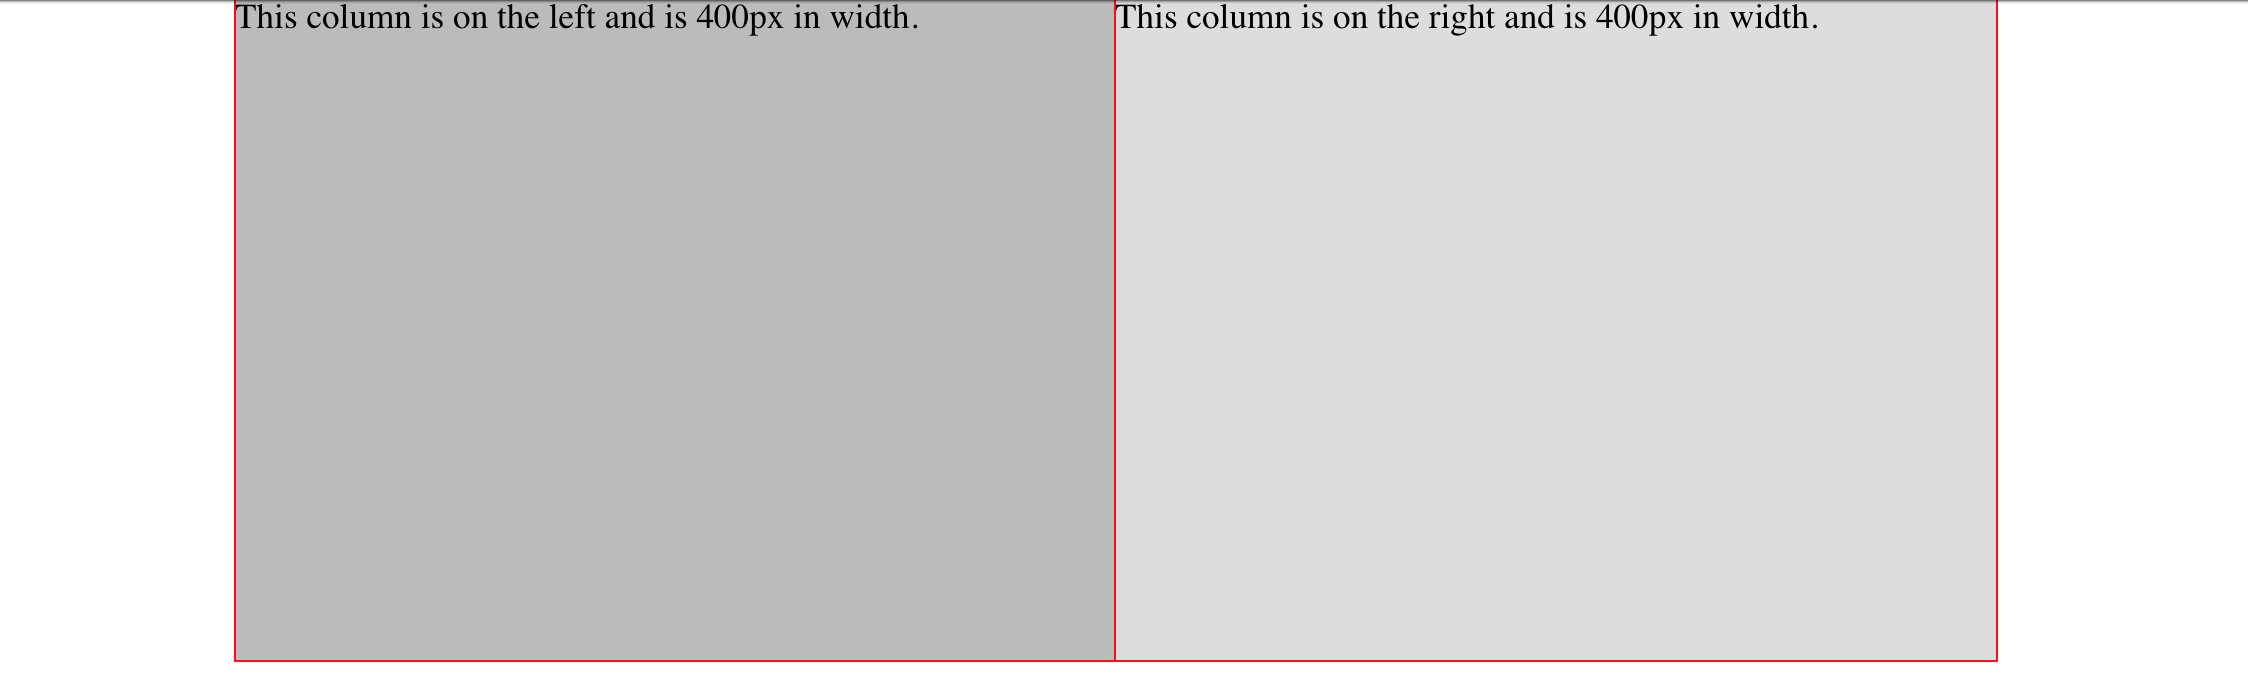 This column is on the left and is 400px in width.
This column is on the right and is 400px in width.